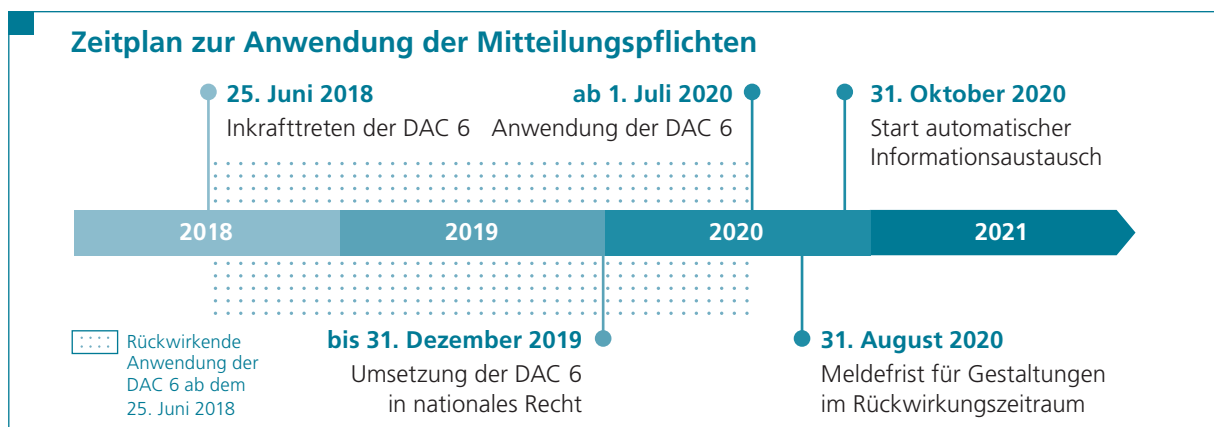 Zeitplan zur Anwendung der Mitteilungspflichten
25. Juni 2018
Inkrafttreten der DAC 6
ab 1. Juli 2020
Anwendung der DAC 6
31. Oktober 2020
Start automatischer
Informationsaustausch
2018
2019
2020
2021
Rückwirkende
Anwendung der
DAC 6 ab dem
25. Juni 2018
bis 31. Dezember 2019
Umsetzung der DAC 6
in nationales Recht
31. August 2020
Meldefrist für Gestaltungen
im Rückwirkungszeitraum